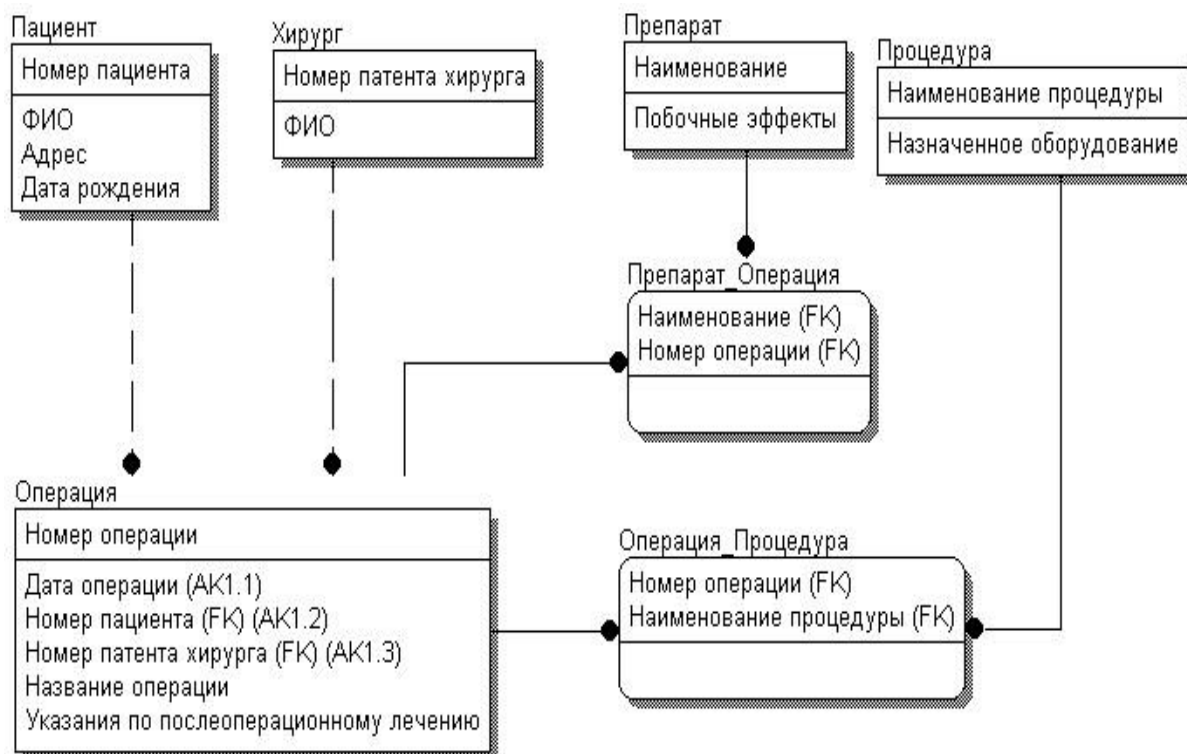 Пациент
Номер пациента
ФИО
Адрес
Дата рождения
Хирург
Номер патента хирурга
ФИО
Препарат
Наименование
Побочные эффекты
Процедура
Наименование процедуры
Назначенное оборудование
Препарат_Операция
Наименование (FK)
Номер операции (FK)
Операция
Номер операции
Дата операции (AK1.1)
Номер пациента (FK) (AK1.2)
Номер патента хирурга (FK) (AK1.3)
Название операции
Указания по послеоперационному лечению
Операция_Процедура
Номер операции (FK)
Наименование процедуры (FK)